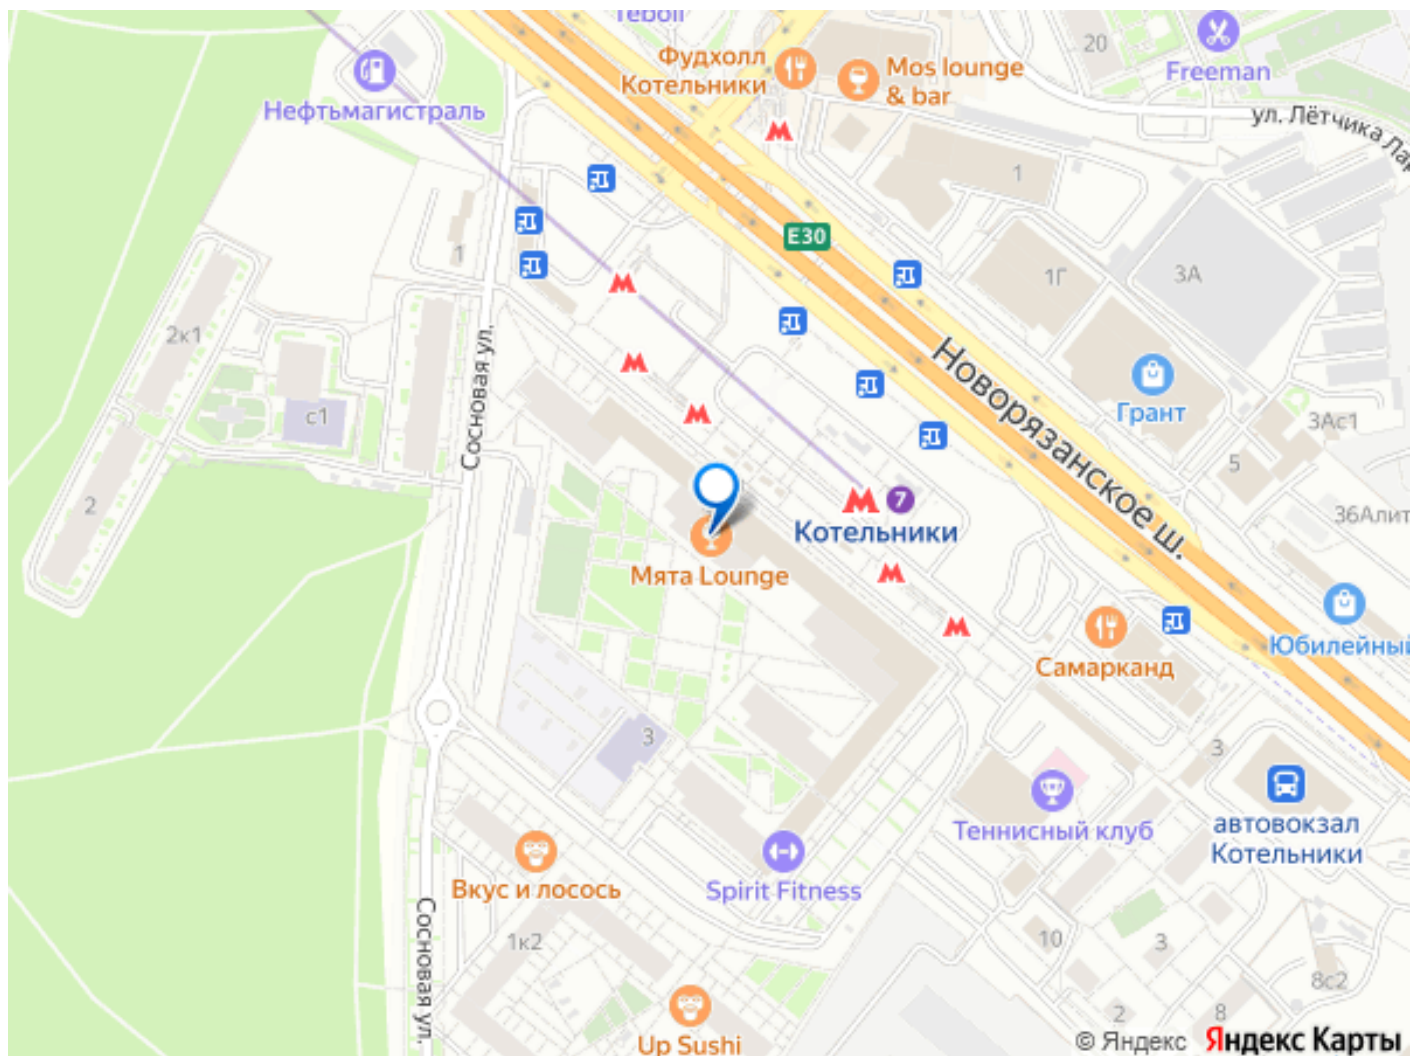 Teboil
Фудхолл
Котельники
Mos lounge
& bar
20
Freeman
Нефтьмагистраль
ул. Лётчика Лар
1
1
E30
1Г
3А
2к1
Сосновая ул.
с1
Новорязанское ш.
Грант
3Ас1
5
2
7
Котельники
36Алит
Мята Lounge
Юбилейный
Самарканд
3
3
Теннисный клуб
автовокзал
Котельники
Вкус и лосось
Spirit Fitness
Сосновая ул.
1к2
10
3
8с2
2
8
Up Sushi
© Яндекс Яндекс Карты